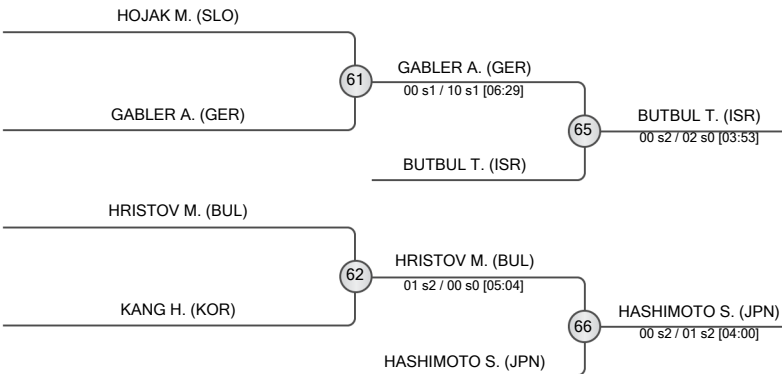 HOJAK M. (SLO)
61
GABLER A. (GER)
00 s1 / 10 s1 [06:29]
GABLER A. (GER)
65
BUTBUL T. (ISR)
00 s2 / 02 s0 [03:53]
BUTBUL T. (ISR)
HRISTOV M. (BUL)
62
HRISTOV M. (BUL)
01 s2 / 00 s0 [05:04]
KANG H. (KOR)
66
HASHIMOTO S. (JPN)
00 s2 / 01 s2 [04:00]
HASHIMOTO S. (JPN)